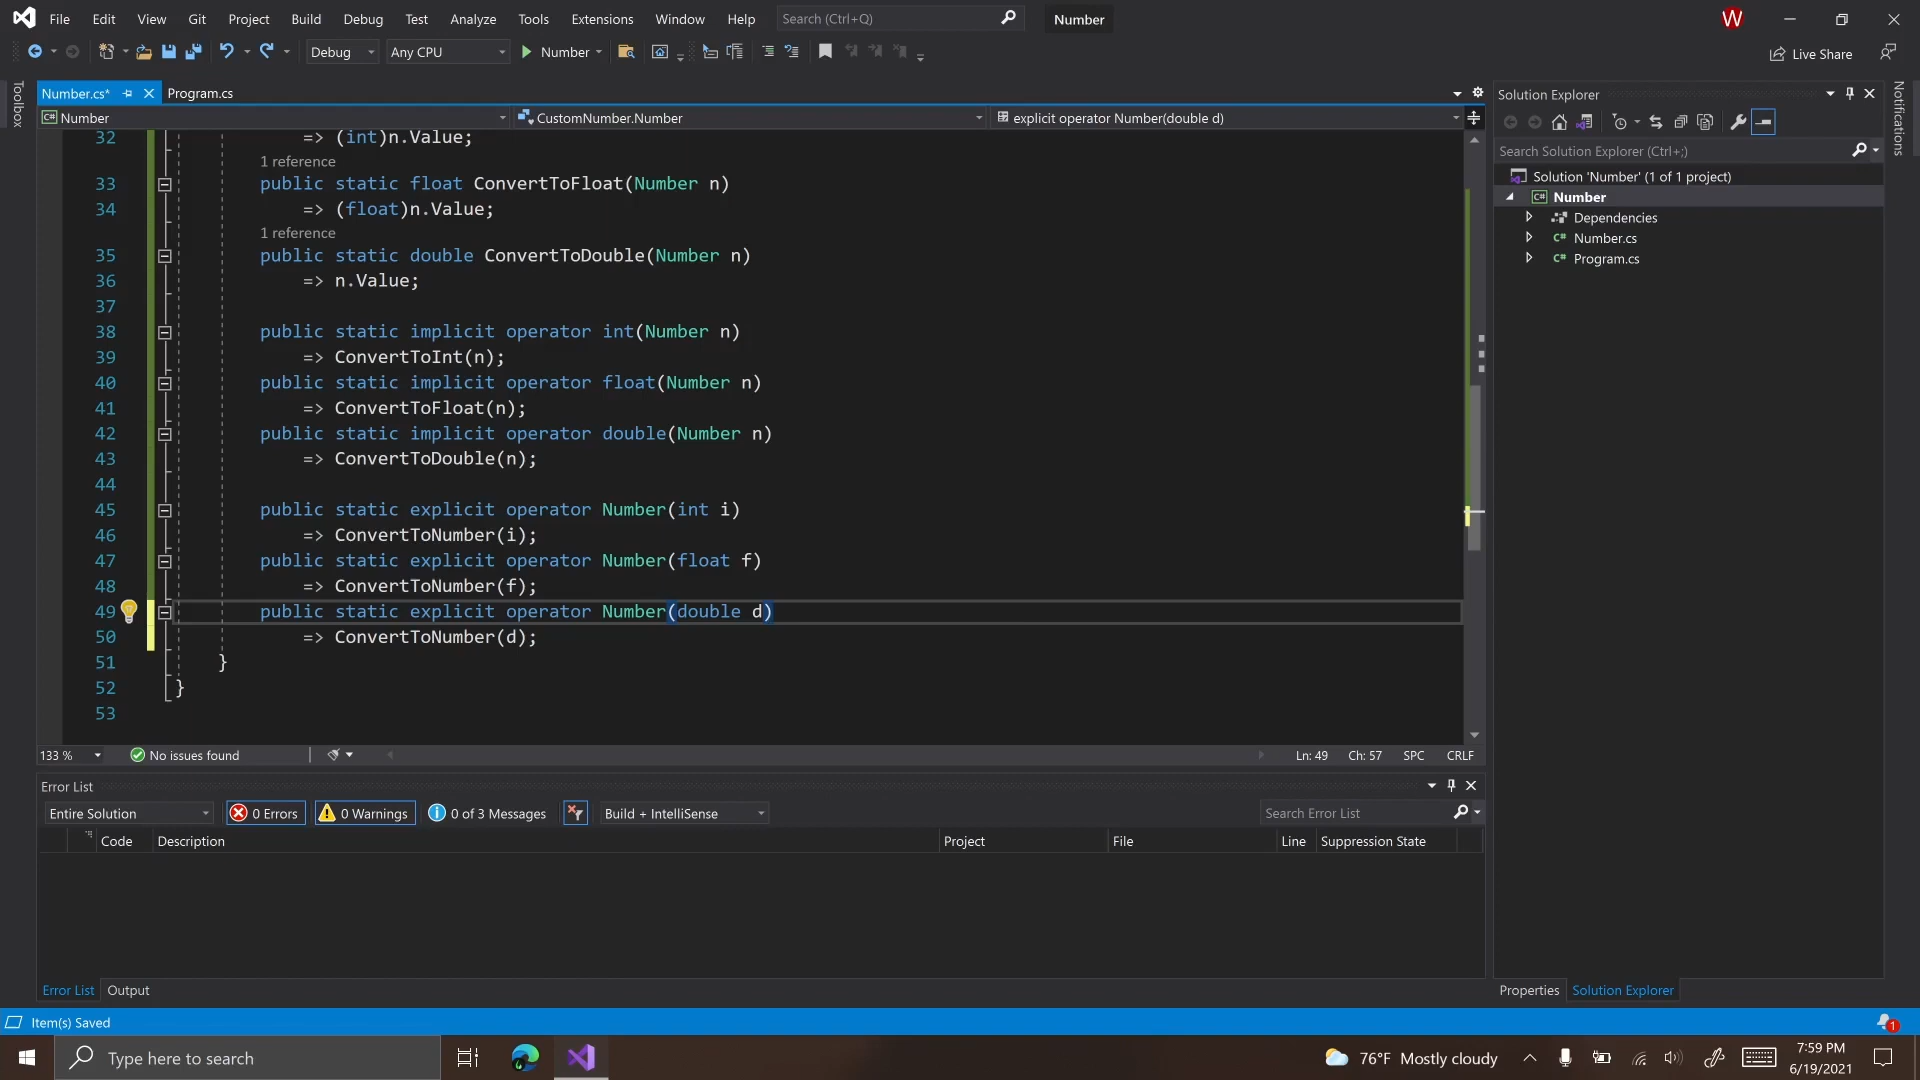 File Edit View Git Project Build Debug Test Analyze Tools Extensions Window Help Search (Ctrl+Q) Number W
Debug Any CPU Number Live Share
Toolbox
Number.cs* Program.cs
Number CustomNumber.Number explicit operator Number(double d)
32 => (int)n.Value;
1 reference
33 public static float ConvertToFloat(Number n)
34 => (float)n.Value;
1 reference
35 public static double ConvertToDouble(Number n)
36 => n.Value;
37
38 public static implicit operator int(Number n)
39 => ConvertToInt(n);
40 public static implicit operator float(Number n)
41 => ConvertToFloat(n);
42 public static implicit operator double(Number n)
43 => ConvertToDouble(n);
44
45 public static explicit operator Number(int i)
46 => ConvertToNumber(i);
47 public static explicit operator Number(float f)
48 => ConvertToNumber(f);
49 public static explicit operator Number(double d)
50 => ConvertToNumber(d);
51 }
52 }
53
133 % No issues found Ln: 49 Ch: 57 SPC CRLF
Error List
Entire Solution 0 Errors 0 Warnings 0 of 3 Messages Build + IntelliSense Search Error List
Code Description Project File Line Suppression State
Error List Output
Solution Explorer
Search Solution Explorer (Ctrl+;)
Solution 'Number' (1 of 1 project)
C# Number
Dependencies
C# Number.cs
C# Program.cs
Properties Solution Explorer
Notifications
Item(s) Saved 1
Type here to search 76°F Mostly cloudy 7:59 PM
6/19/2021